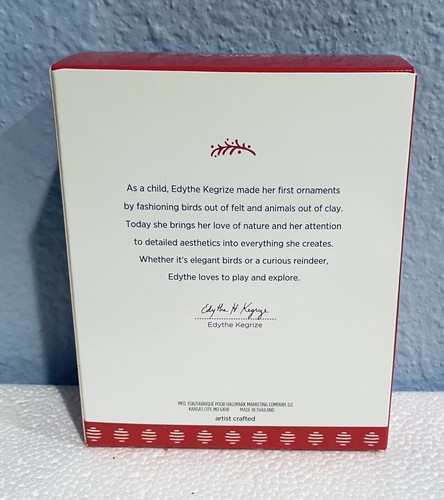 As a child, Edythe Kegrize made her first ornaments
by fashioning birds out of felt and animals out of clay.
Today she brings her love of nature and her attention
to detailed aesthetics into everything she creates.
Whether it's elegant birds or a curious reindeer,
Edythe loves to play and explore.
Edythe H. Kegrize
Edythe Kegrize
MFD. FOR/FABRIQUÉ POUR HALLMARK MARKETING COMPANY, LLC
KANSAS CITY, MO 64141 MADE IN THAILAND
artist crafted